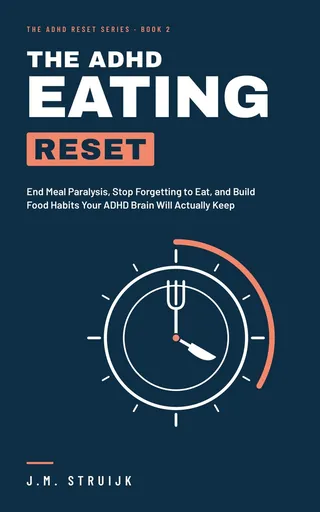 THE ADHD RESET SERIES · BOOK 2
THE ADHD
EATING
RESET
End Meal Paralysis, Stop Forgetting to Eat, and Build
Food Habits Your ADHD Brain Will Actually Keep
J.M. STRUIJK